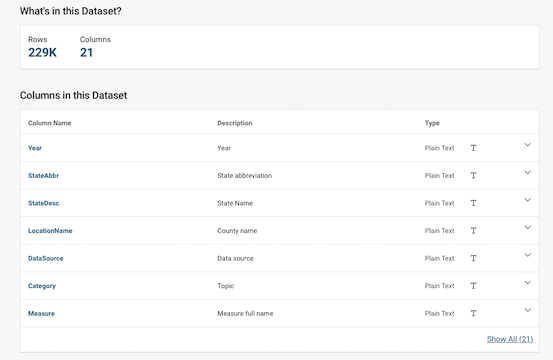 What's in this Dataset?
Rows Columns
229K 21
Columns in this Dataset
Column Name Description Type
Year Year Plain Text T
StateAbbr State abbreviation Plain Text T
StateDesc State Name Plain Text T
LocationName County name Plain Text T
DataSource Data source Plain Text T
Category Topic Plain Text T
Measure Measure full name Plain Text T
Show All (21)